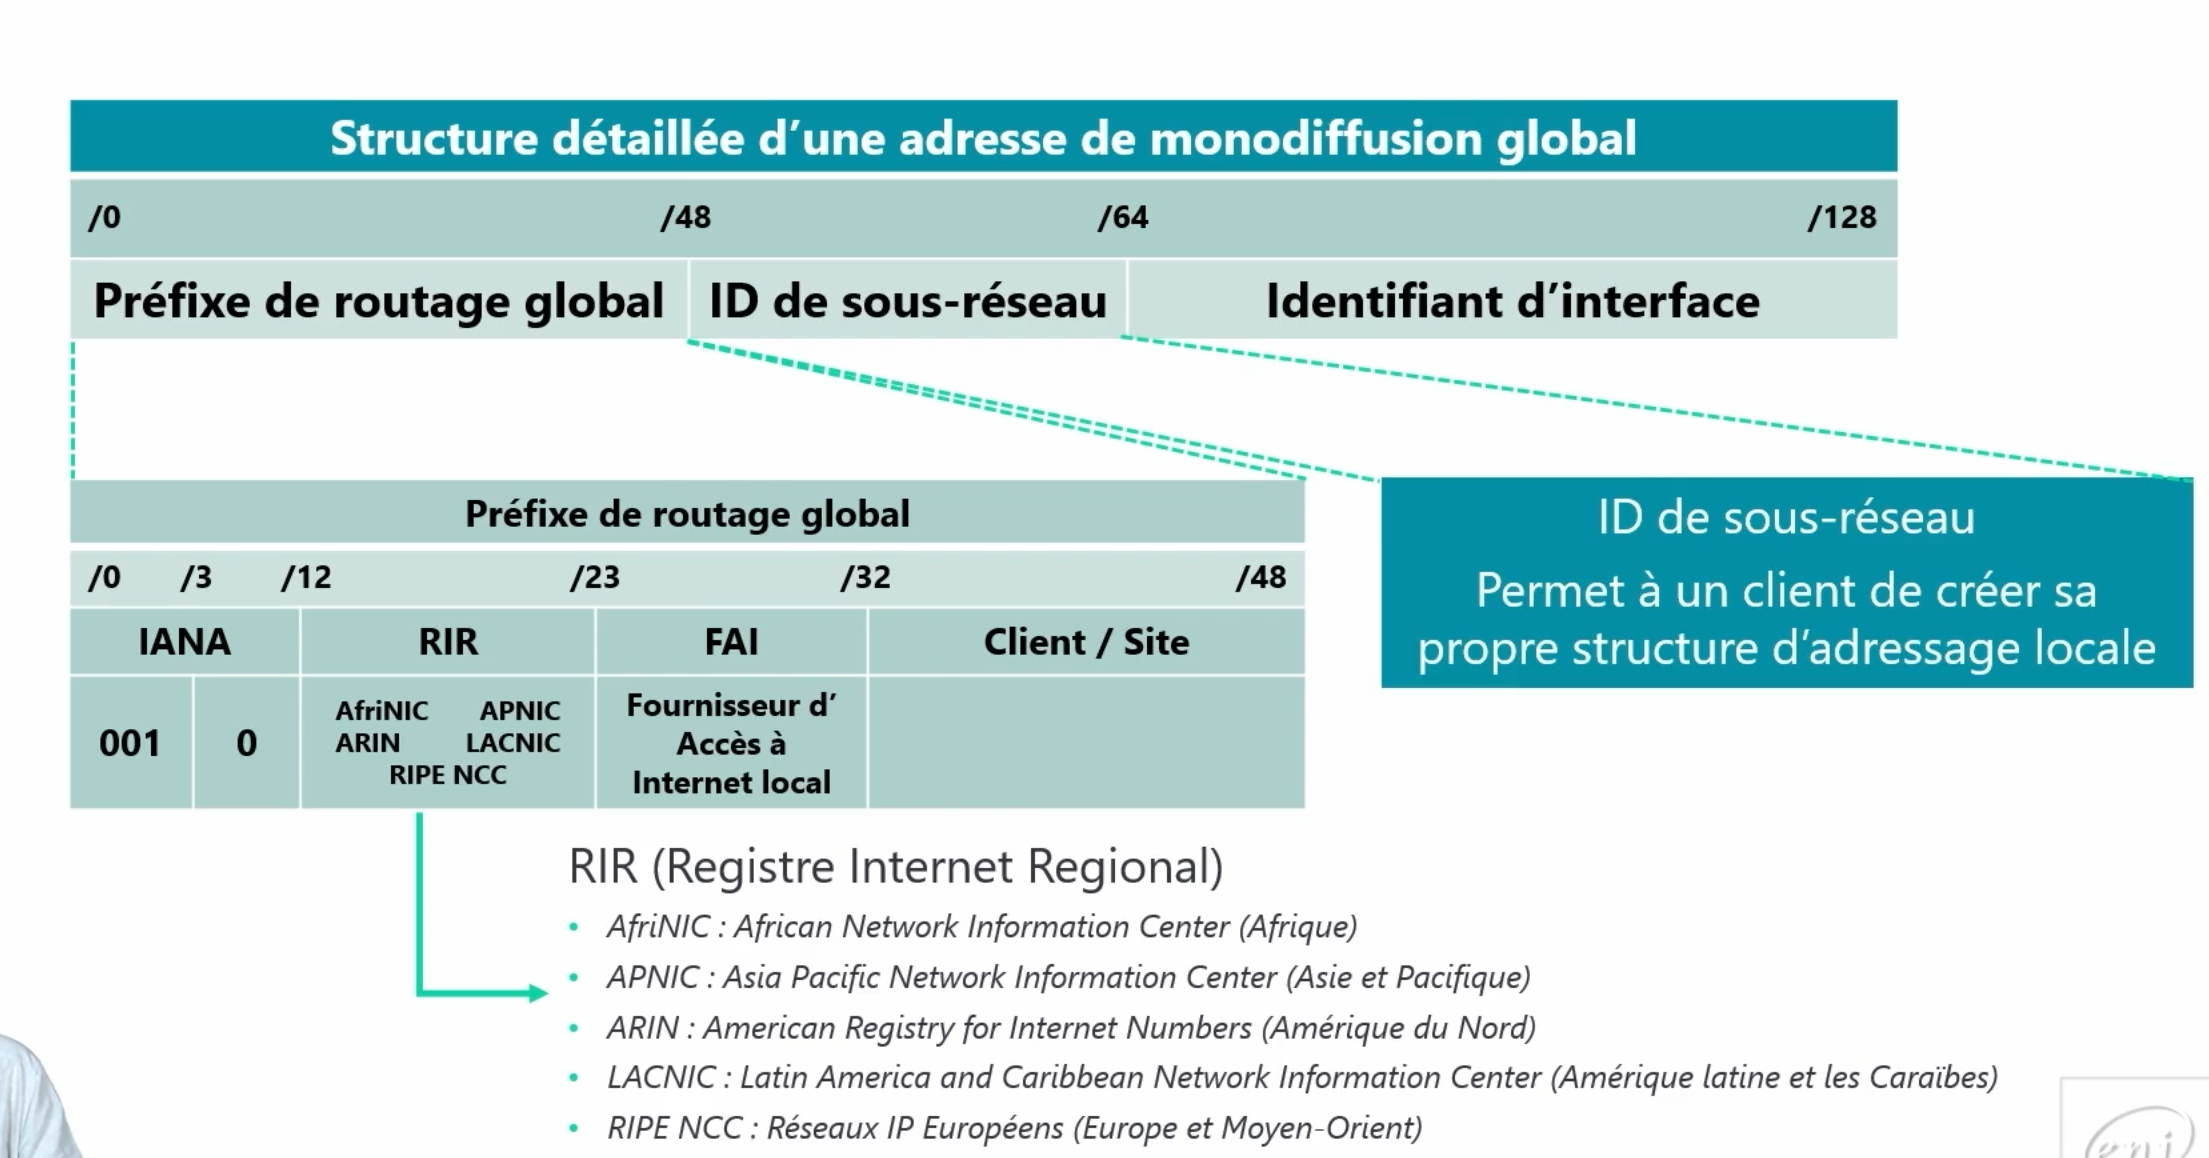 Structure détaillée d’une adresse de monodiffusion global
/0 /48 /64 /128
Préfixe de routage global ID de sous-réseau Identifiant d’interface
Préfixe de routage global
/0 /3 /12 /23 /32 /48
IANA RIR FAI Client / Site
001 0
AfriNIC APNIC
ARIN LACNIC
RIPE NCC
Fournisseur d’
Accès à
Internet local
ID de sous-réseau
Permet à un client de créer sa
propre structure d’adressage locale
RIR (Registre Internet Regional)
• AfriNIC : African Network Information Center (Afrique)
• APNIC : Asia Pacific Network Information Center (Asie et Pacifique)
• ARIN : American Registry for Internet Numbers (Amérique du Nord)
• LACNIC : Latin America and Caribbean Network Information Center (Amérique latine et les Caraïbes)
• RIPE NCC : Réseaux IP Européens (Europe et Moyen-Orient)
eni